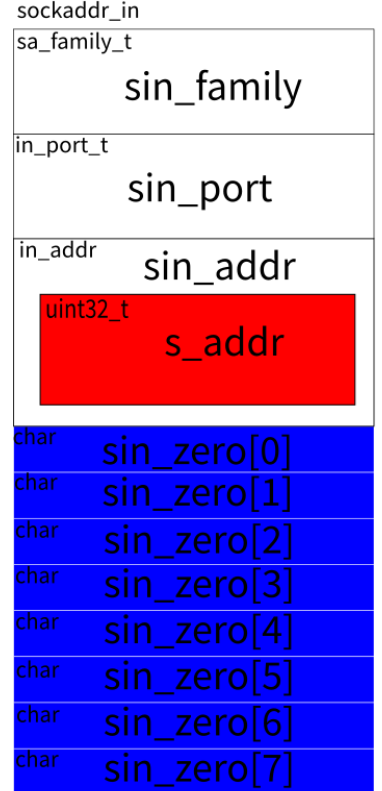 sockaddr_in
sa_family_t
sin_family
in_port_t
sin_port
in_addr
sin_addr
uint32_t
s_addr
char
sin_zero[0]
char
sin_zero[1]
char
sin_zero[2]
char
sin_zero[3]
char
sin_zero[4]
char
sin_zero[5]
char
sin_zero[6]
char
sin_zero[7]